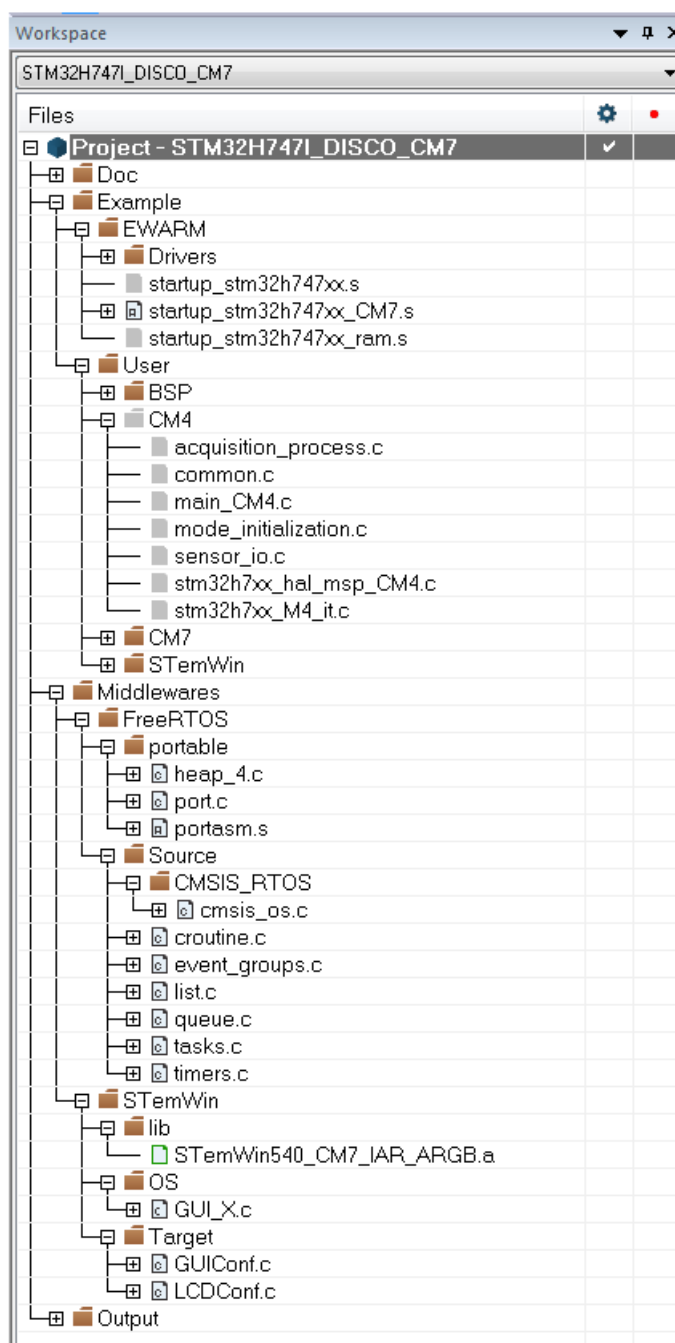 Workspace
STM32H747I_DISCO_CM7
Files
Project - STM32H747I_DISCO_CM7
Doc
Example
EWARM
Drivers
startup_stm32h747xx.s
startup_stm32h747xx_CM7.s
startup_stm32h747xx_ram.s
User
BSP
CM4
acquisition_process.c
common.c
main_CM4.c
mode_initialization.c
sensor_io.c
stm32h7xx_hal_msp_CM4.c
stm32h7xx_M4_it.c
CM7
STemWin
Middlewares
FreeRTOS
portable
heap_4.c
port.c
portasm.s
Source
CMSIS_RTOS
cmsis_os.c
croutine.c
event_groups.c
list.c
queue.c
tasks.c
timers.c
STemWin
lib
STemWin540_CM7_IAR_ARGB.a
OS
GUI_X.c
Target
GUIConf.c
LCDConf.c
Output